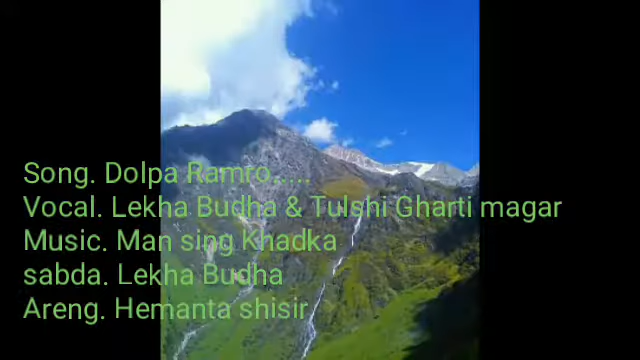 Song. Dolpa Ramro.....
Vocal. Lekha Budha & Tulshi Gharti magar
Music. Man sing Khadka
sabda. Lekha Budha
Areng. Hemanta shisir